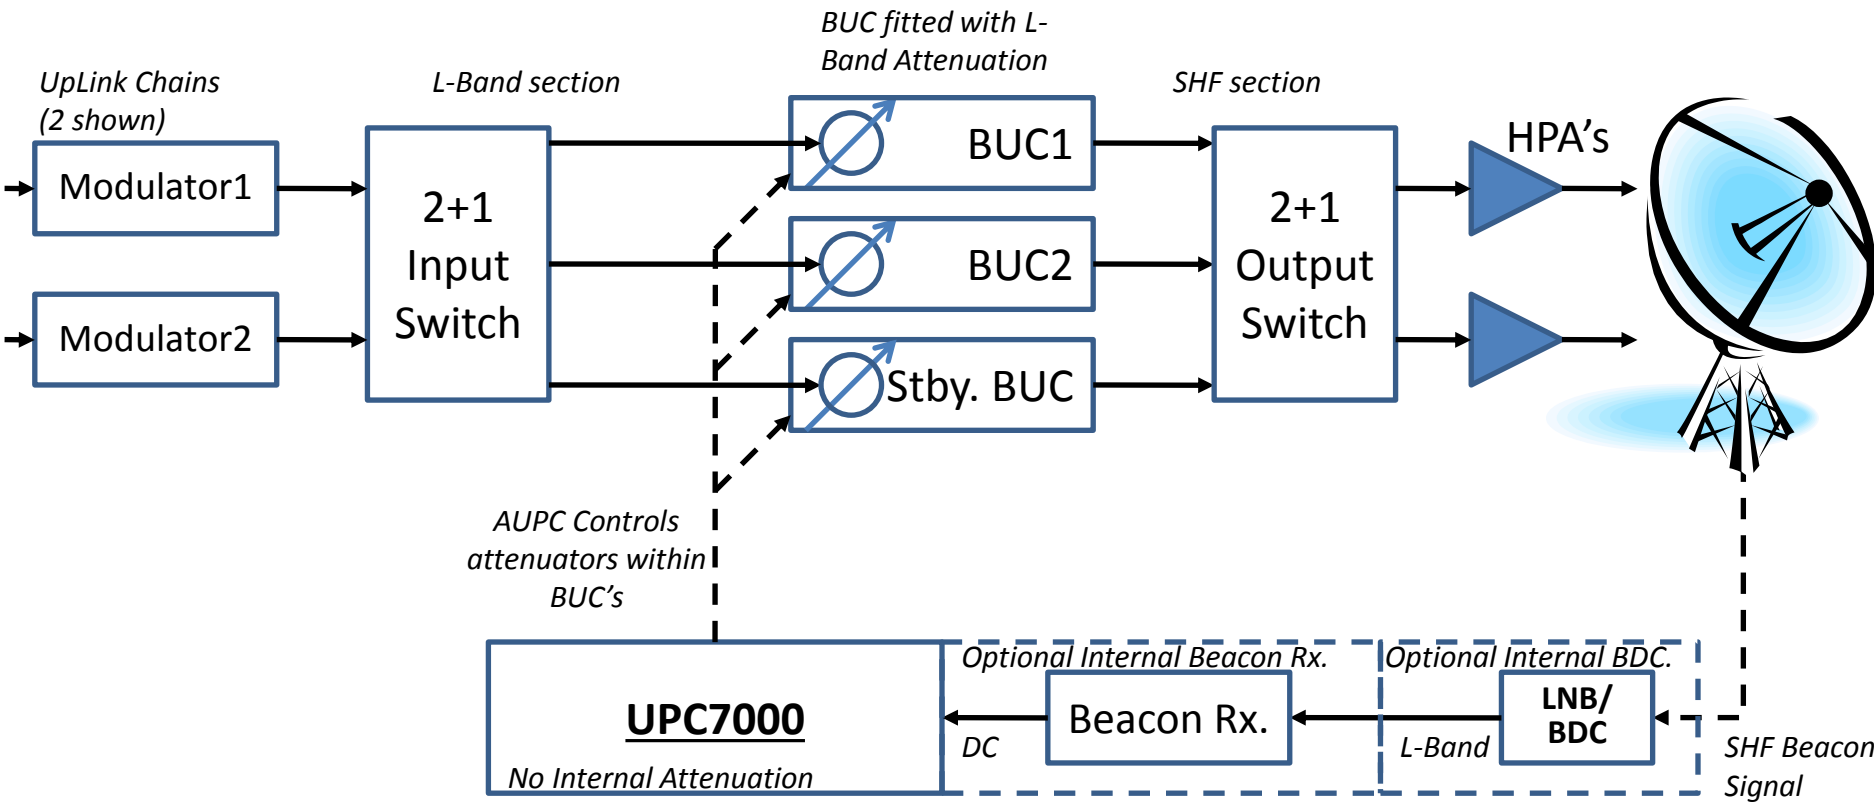 BUC fitted with L-
Band Attenuation
UpLink Chains
(2 shown)
L-Band section
SHF section
Modulator1
Modulator2
2+1
Input
Switch
BUC1
BUC2
Stby. BUC
2+1
Output
Switch
HPA's
AUPC Controls
attenuators within
BUC's
UPC7000
No Internal Attenuation
Optional Internal Beacon Rx.
Beacon Rx.
DC
Optional Internal BDC.
LNB/
BDC
L-Band
SHF Beacon
Signal